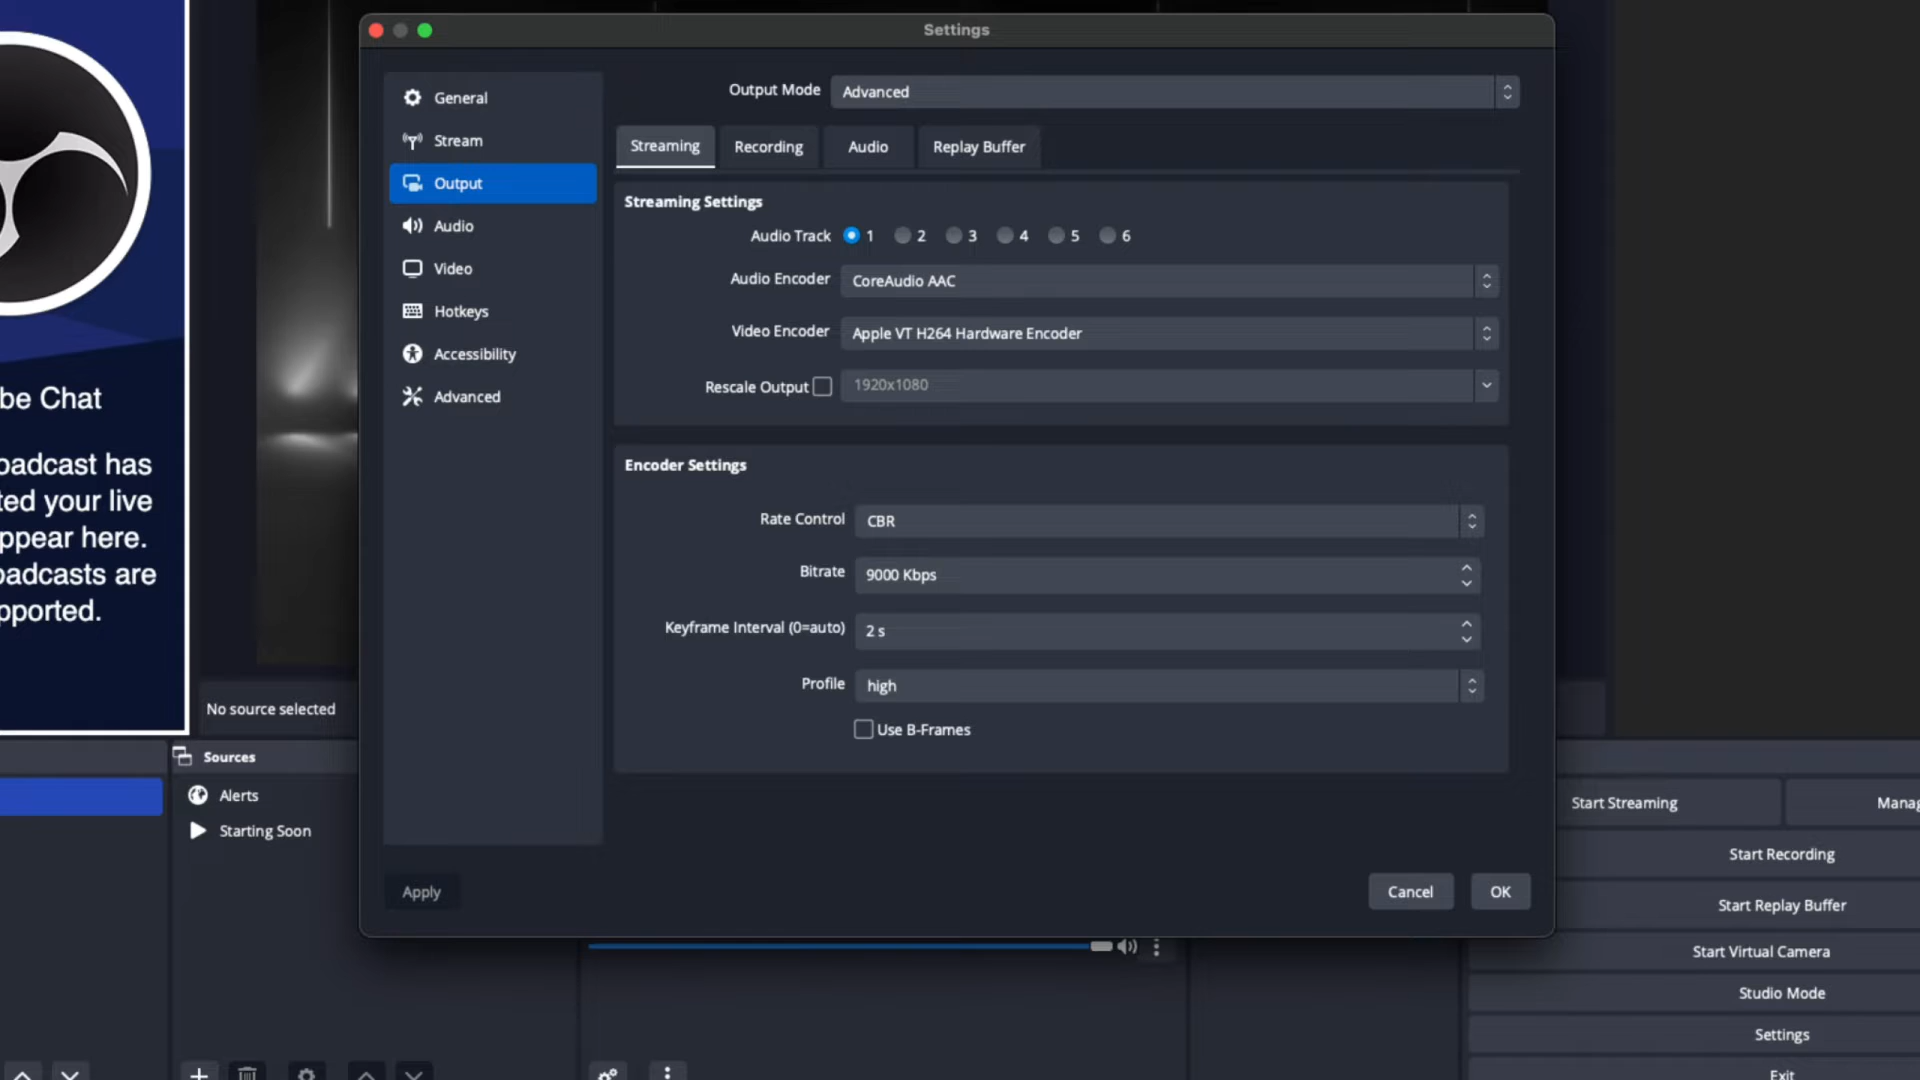 Settings
General
Stream
Output
Audio
Video
Hotkeys
Accessibility
Advanced
Output Mode Advanced
Streaming Recording Audio Replay Buffer
Streaming Settings
Audio Track 1 2 3 4 5 6
Audio Encoder CoreAudio AAC
Video Encoder Apple VT H264 Hardware Encoder
Rescale Output 1920x1080
Encoder Settings
Rate Control CBR
Bitrate 9000 Kbps
Keyframe Interval (0=auto) 2 s
Profile high
Use B-Frames
Apply Cancel OK
be Chat
oadcast has
ted your live
ppear here.
oadcasts are
pported.
No source selected
Sources
Alerts
Starting Soon
Start Streaming Manag
Start Recording
Start Replay Buffer
Start Virtual Camera
Studio Mode
Settings
Exit